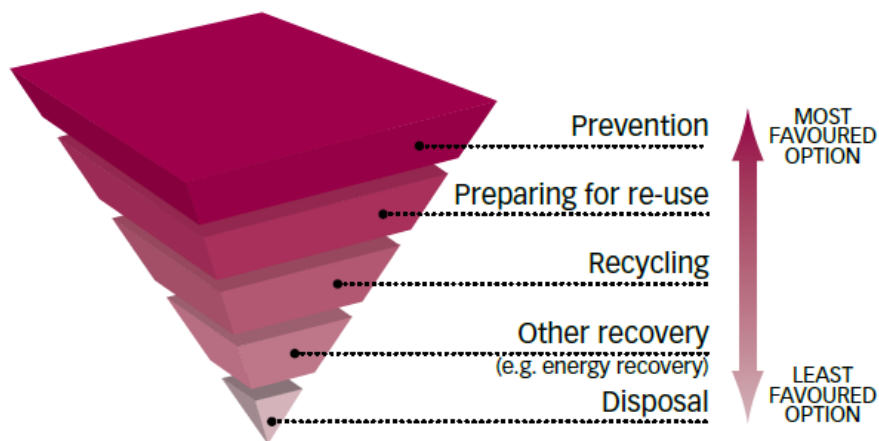 Prevention
Preparing for re-use
Recycling
Other recovery
(e.g. energy recovery)
Disposal
MOST
FAVOURED
OPTION
LEAST
FAVOURED
OPTION